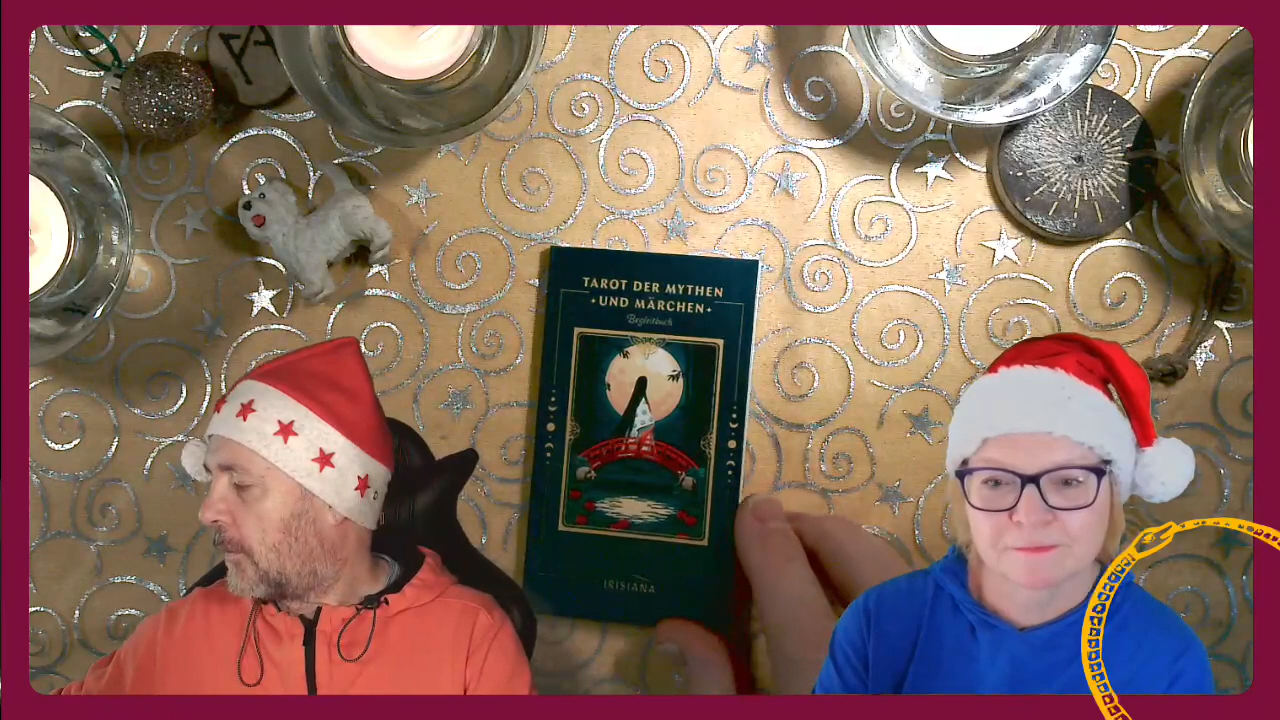 TAROT DER MYTHEN
UND MÄRCHEN
Begleitbuch
IRISIANA